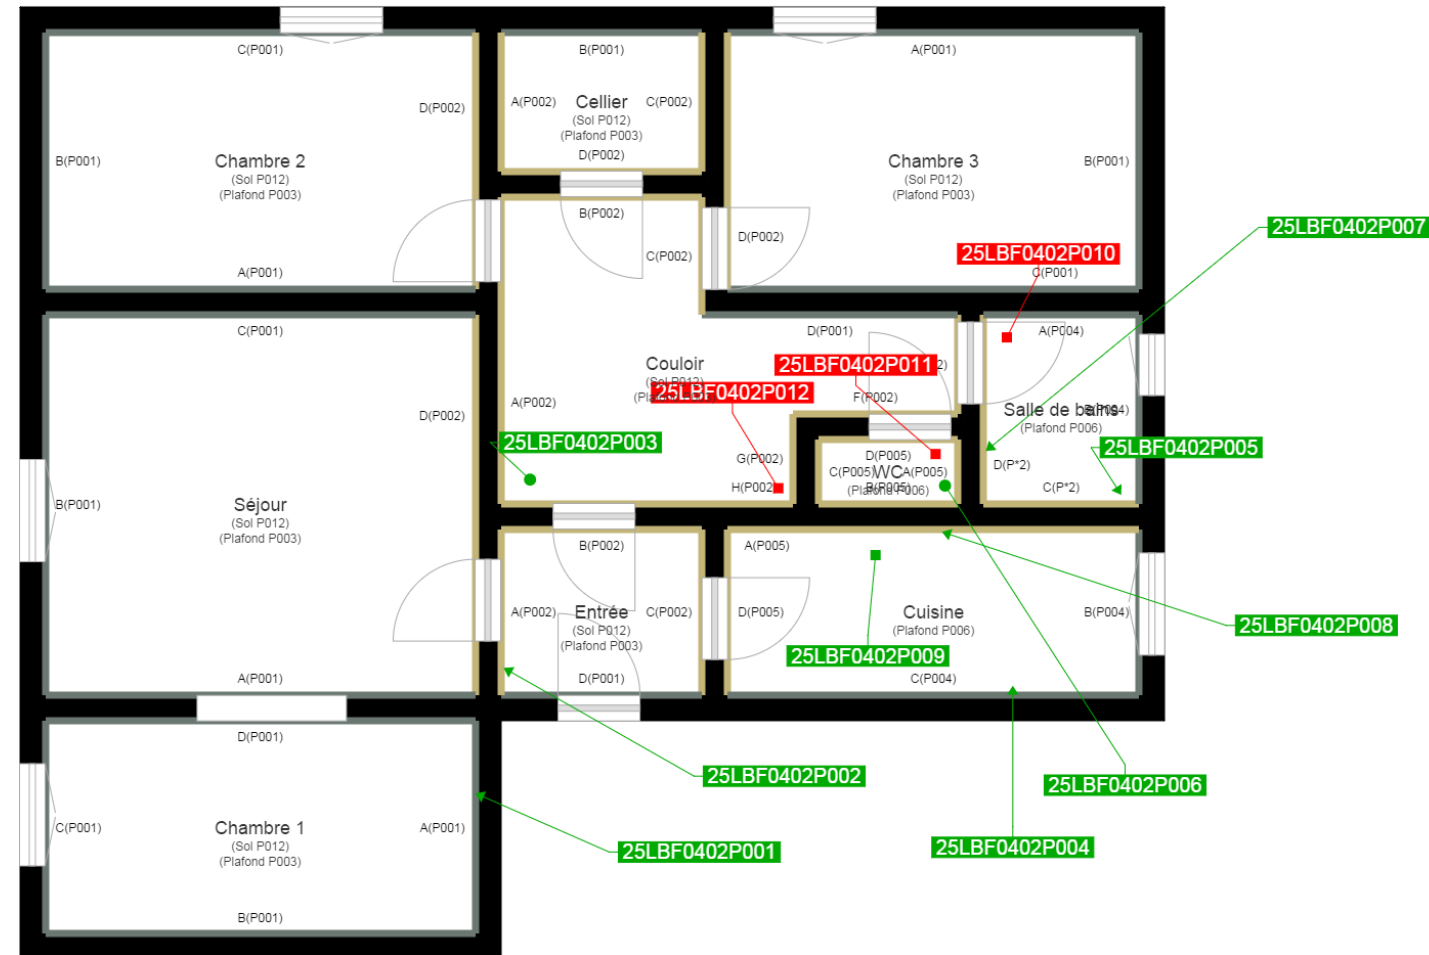 C(P001)
D(P002)
B(P001)
Chambre 2
(Sol P012)
(Plafond P003)
A(P001)
B(P001)
A(P002)
Cellier
C(P002)
(Sol P012)
(Plafond P003)
D(P002)
A(P001)
Chambre 3
(Sol P012)
(Plafond P003)
B(P001)
D(P002)
C(P001)
25LBF0402P010
25LBF0402P007
B(P002)
C(P002)
D(P001)
Couloir
(Sol P012)
A(P002)
F(P002)
G(P002)
H(P002)
25LBF0402P011
25LBF0402P012
25LBF0402P003
A(P004)
Salle de bains
(Plafond P006)
D(P*2)
C(P*2)
25LBF0402P005
D(P005)
C(P005)
WC
A(P005)
B(P005)
(Plafond P006)
C(P001)
D(P002)
B(P001)
Séjour
(Sol P012)
(Plafond P003)
A(P001)
B(P002)
A(P002)
Entrée
C(P002)
(Sol P012)
(Plafond P003)
D(P001)
A(P005)
D(P005)
Cuisine
(Plafond P006)
B(P004)
25LBF0402P009
C(P004)
25LBF0402P008
25LBF0402P002
25LBF0402P006
25LBF0402P004
25LBF0402P001
D(P001)
C(P001)
Chambre 1
(Sol P012)
(Plafond P003)
A(P001)
B(P001)